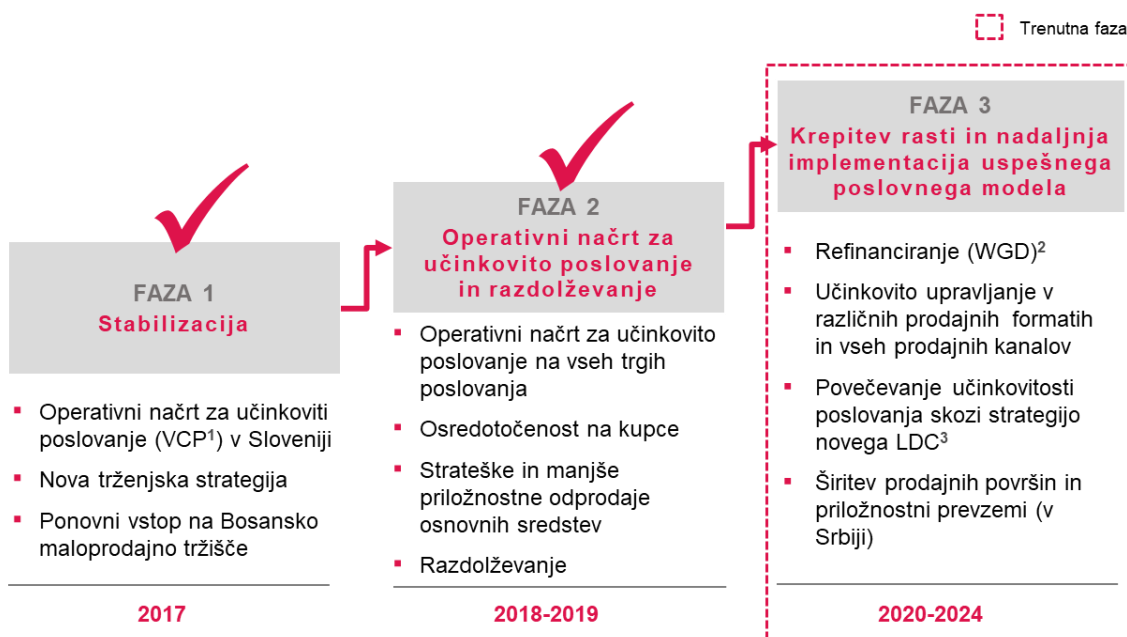 Trenutna faza
FAZA 1
Stabilizacija
▪ Operativni načrt za učinkoviti
poslovanje (VCP¹) v Sloveniji
▪ Nova trženjska strategija
▪ Ponovni vstop na Bosansko
maloprodajno tržišče
2017
FAZA 2
Operativni načrt za
učinkovito poslovanje
in razdolževanje
▪ Operativni načrt za učinkovito
poslovanje na vseh trgih
poslovanja
▪ Osredotočenost na kupce
▪ Strateške in manjše
priložnostne odprodaje
osnovnih sredstev
▪ Razdolževanje
2018-2019
FAZA 3
Krepitev rasti in nadaljnja
implementacija uspešnega
poslovnega modela
▪ Refinanciranje (WGD)²
▪ Učinkovito upravljanje v
različnih prodajnih formatih
in vseh prodajnih kanalov
▪ Povečevanje učinkovitosti
poslovanja skozi strategijo
novega LDC³
▪ Širitev prodajnih površin in
priložnostni prevzemi (v
Srbiji)
2020-2024